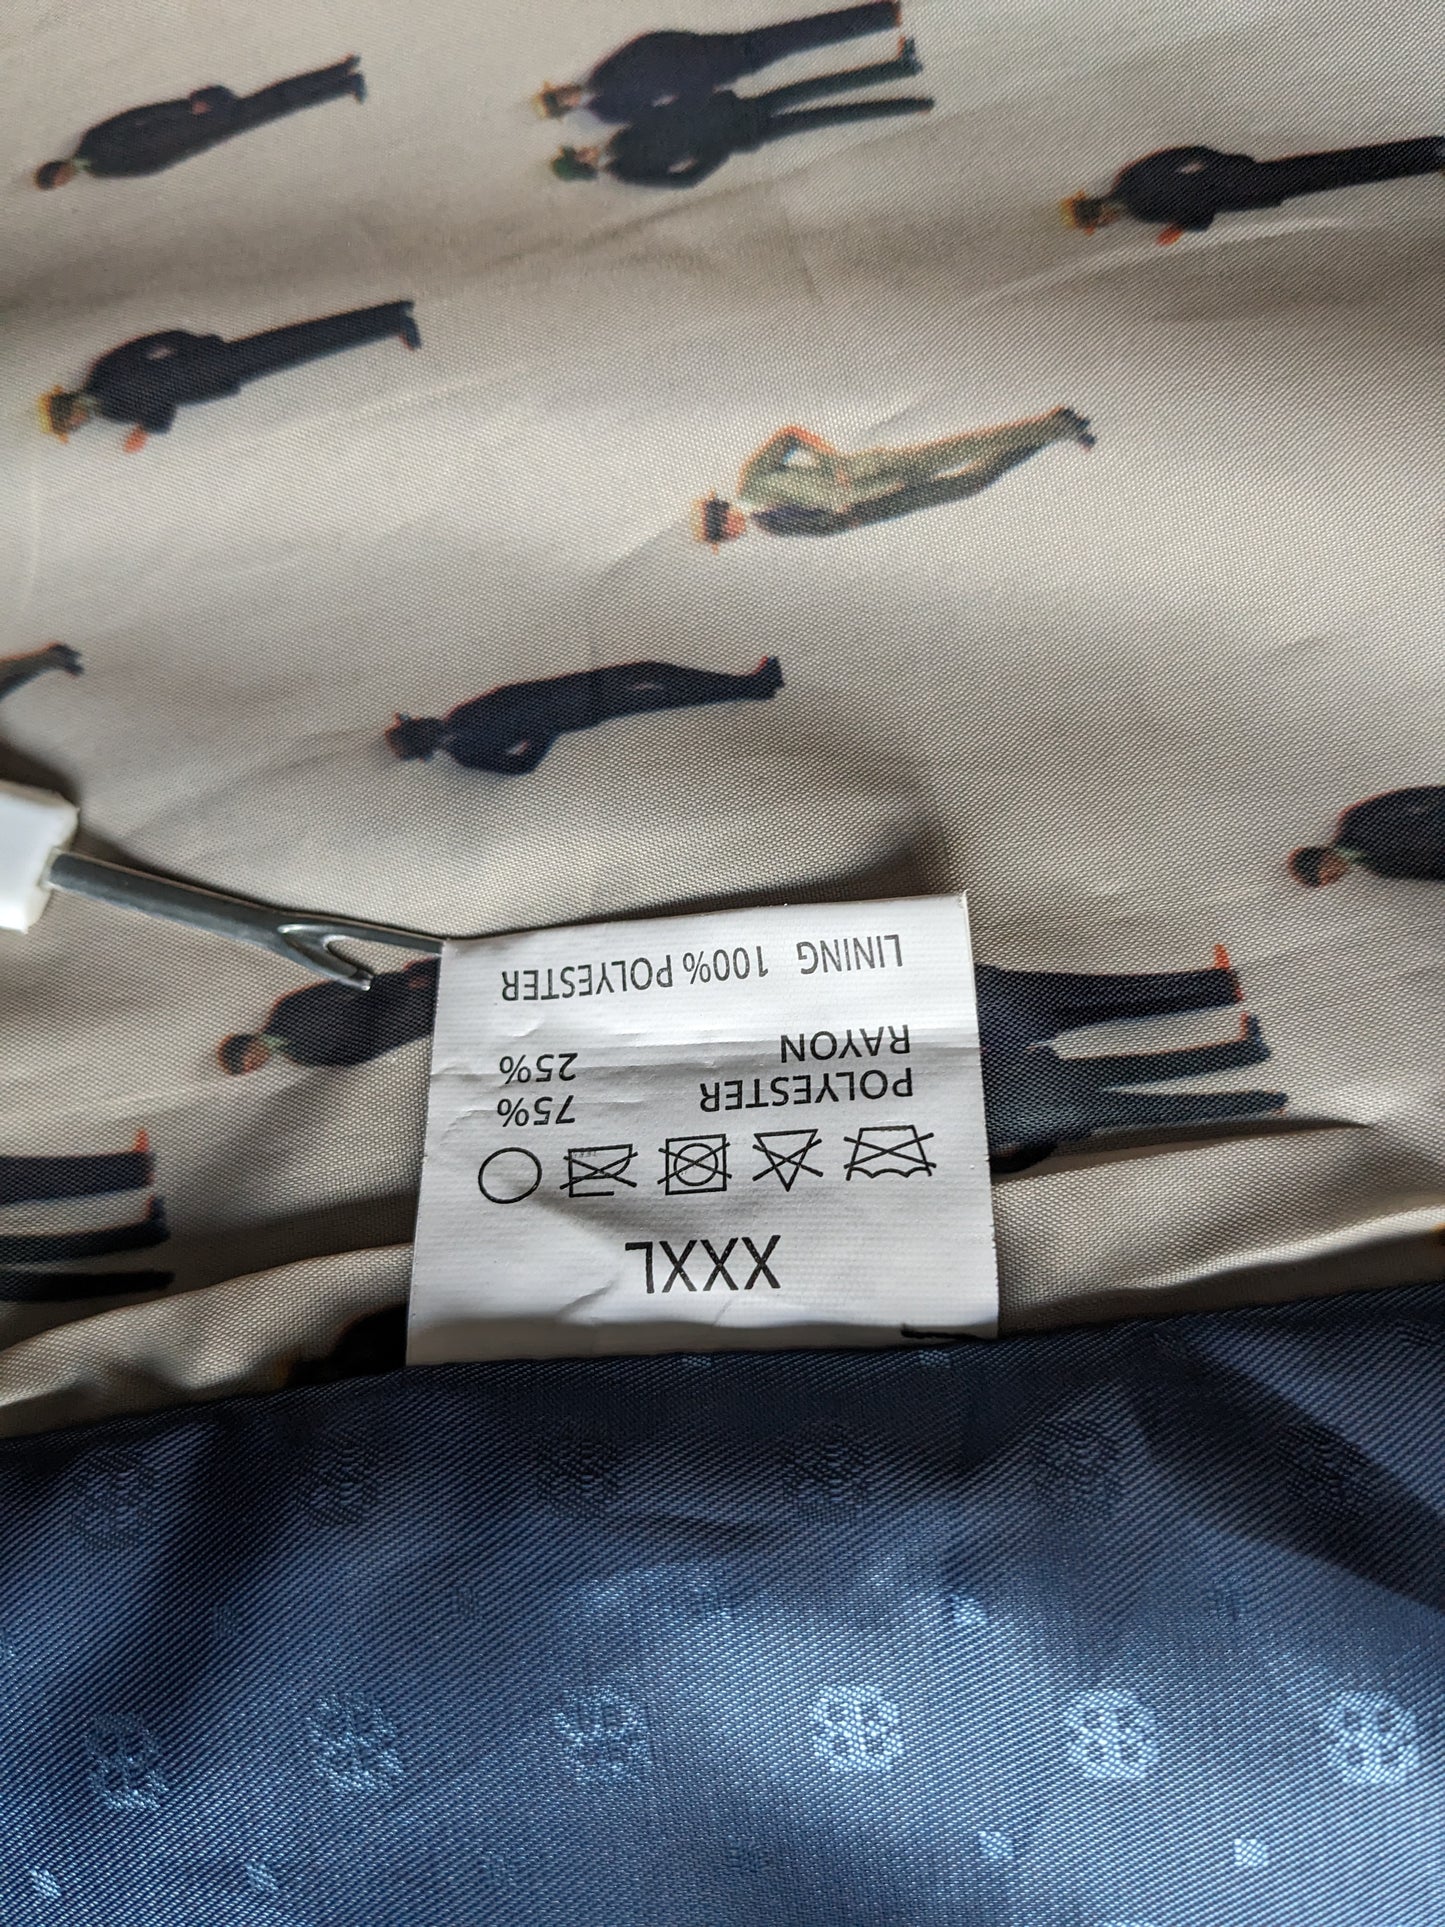 XXXL
POLYESTER 75%
RAYON 25%
LINING 100% POLYESTER